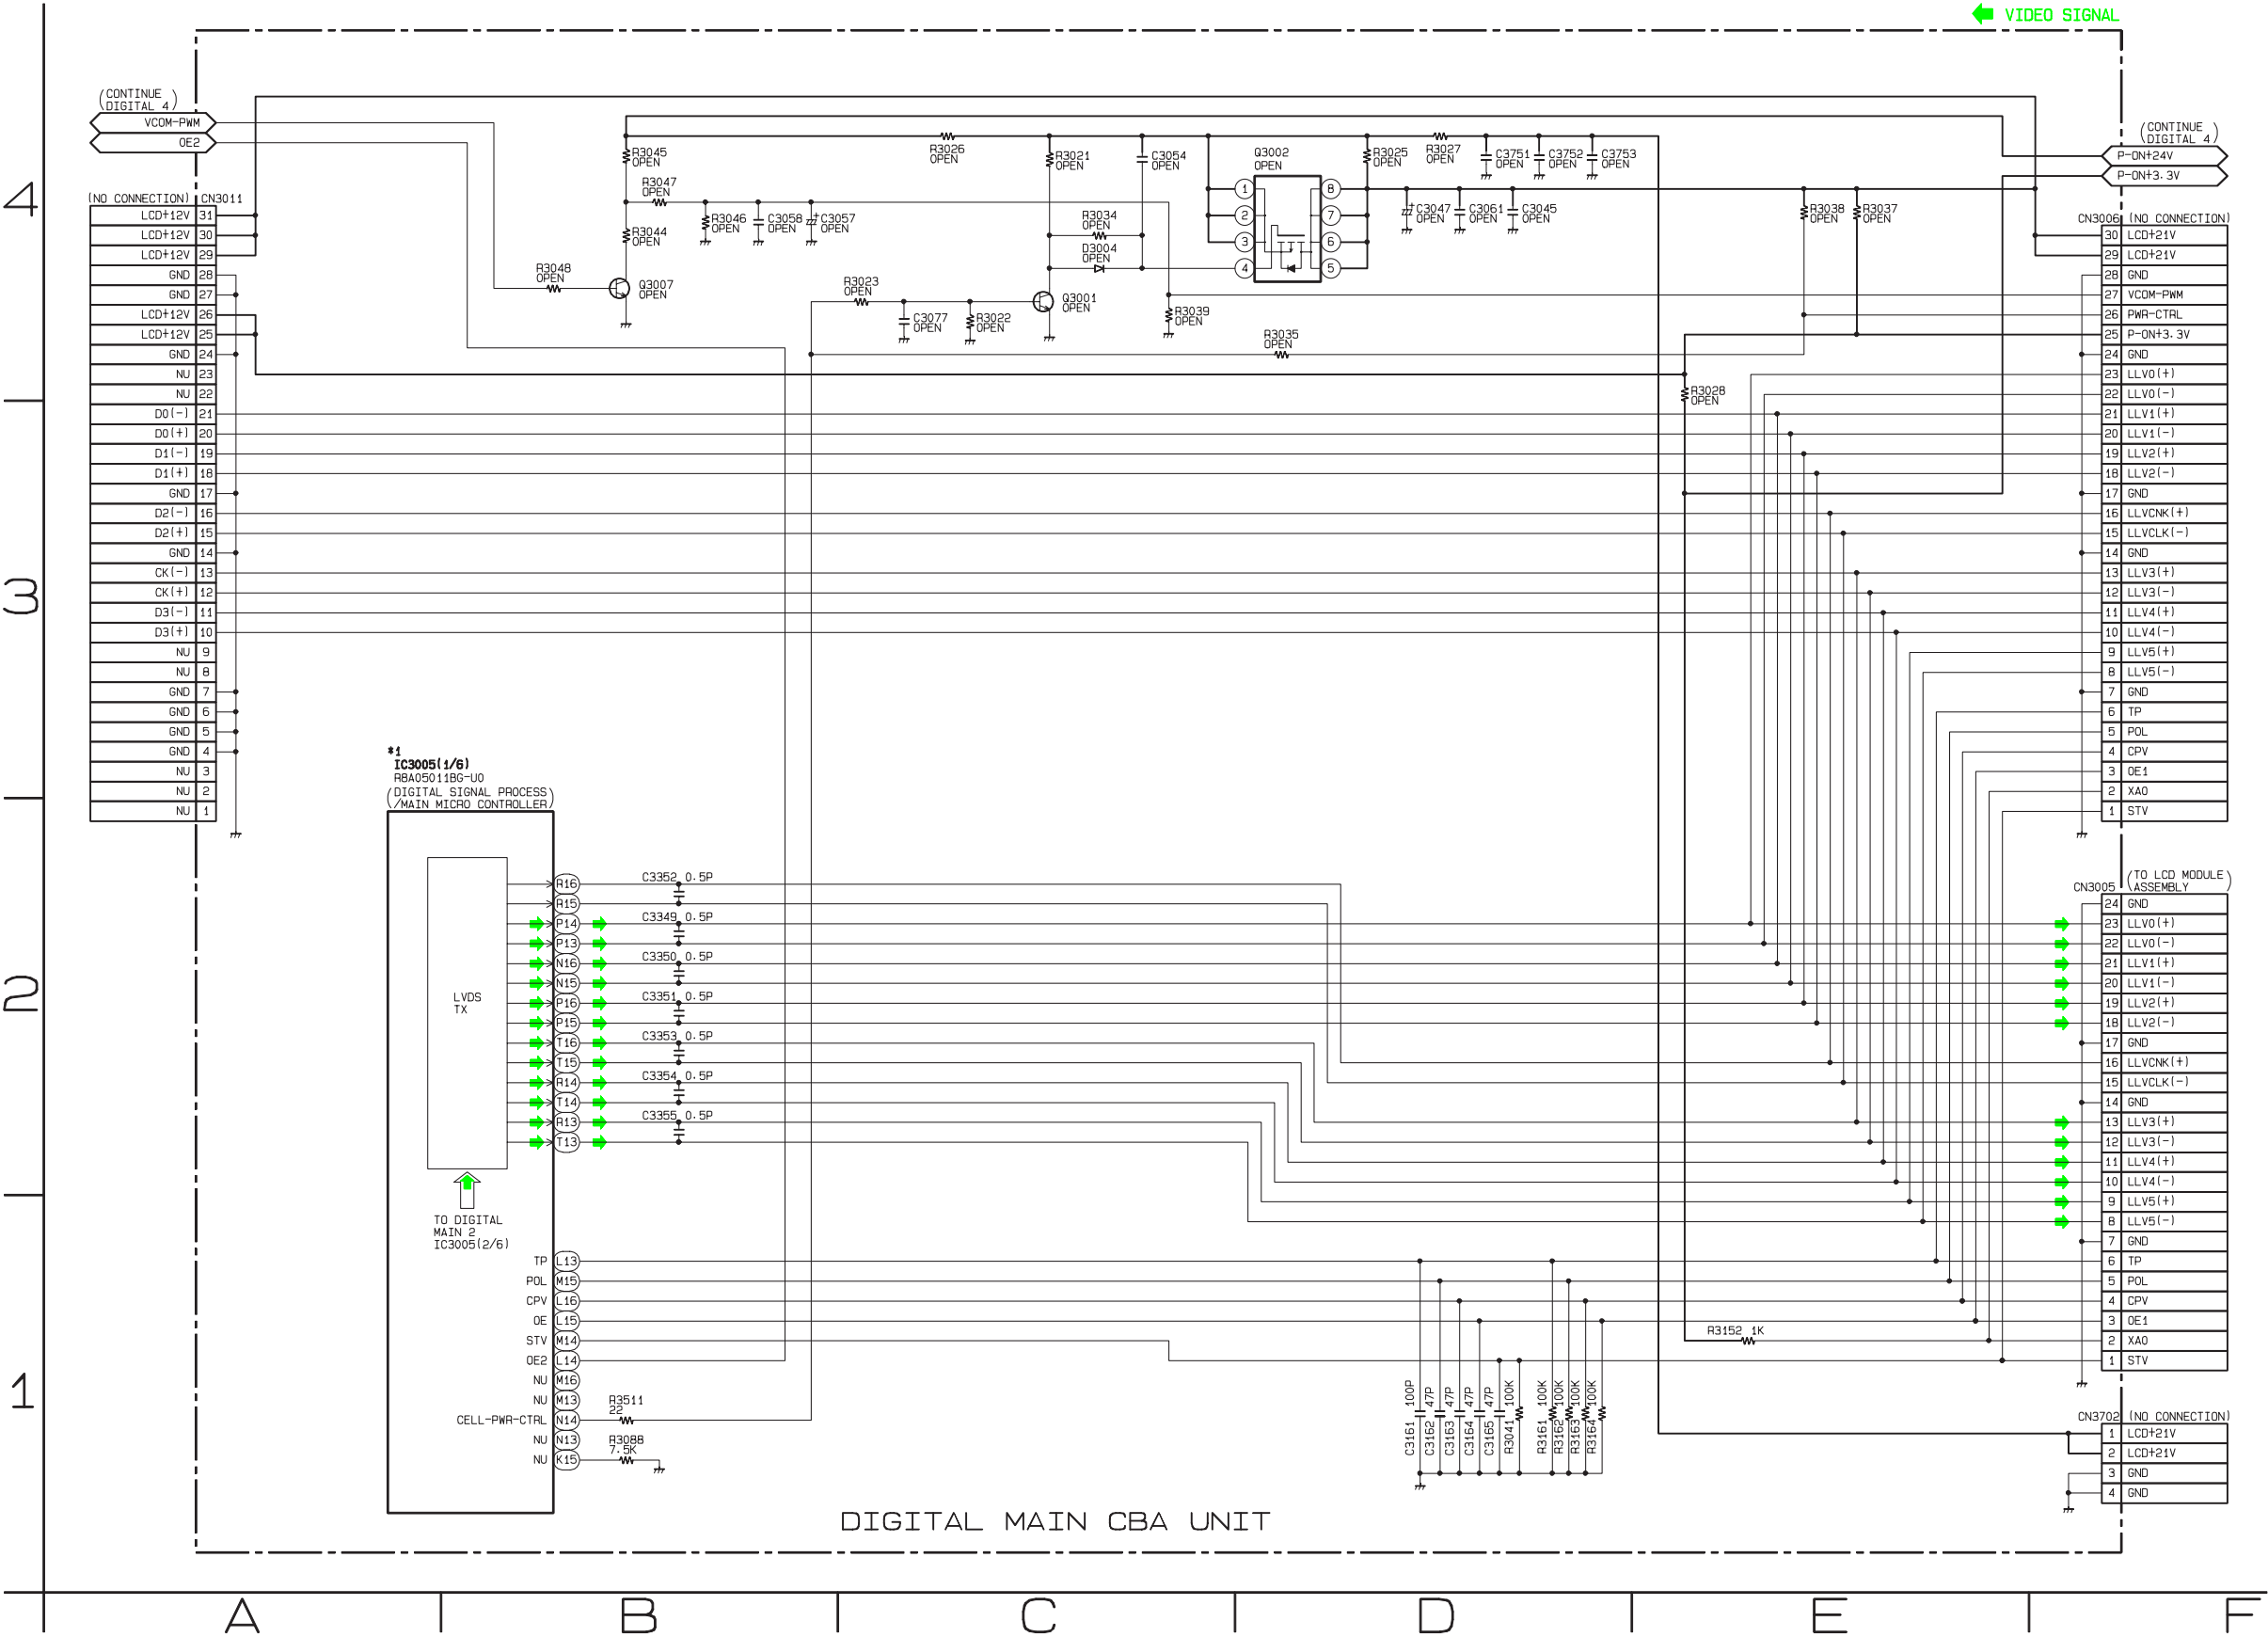 VIDEO SIGNAL
(CONTINUE DIGITAL 4)
VCOM-PWM
OE2
(NO CONNECTION) CN3011
LCD+12V 31
LCD+12V 30
LCD+12V 29
GND 28
GND 27
LCD+12V 26
LCD+12V 25
GND 24
NU 23
NU 22
D0(-) 21
D0(+) 20
D1(-) 19
D1(+) 18
GND 17
D2(-) 16
D2(+) 15
GND 14
CK(-) 13
CK(+) 12
D3(-) 11
D3(+) 10
NU 9
NU 8
GND 7
GND 6
GND 5
GND 4
NU 3
NU 2
NU 1
R3045
OPEN
R3047
OPEN
R3046
OPEN
C3058
OPEN
+C3057
OPEN
R3044
OPEN
R3048
OPEN
Q3007
OPEN
R3026
OPEN
R3021
OPEN
C3054
OPEN
R3034
OPEN
D3004
OPEN
R3023
OPEN
C3077
OPEN
R3022
OPEN
Q3001
OPEN
R3039
OPEN
R3035
OPEN
Q3002
OPEN
1
2
3
4
8
7
6
5
R3025
OPEN
R3027
OPEN
C3751
OPEN
C3752
OPEN
C3753
OPEN
+C3047
OPEN
C3061
OPEN
C3045
OPEN
R3038
OPEN
R3037
OPEN
R3028
OPEN
(CONTINUE DIGITAL 4)
P-ON+24V
P-ON+3.3V
CN3006 (NO CONNECTION)
30 LCD+21V
29 LCD+21V
28 GND
27 VCOM-PWM
26 PWR-CTRL
25 P-ON+3.3V
24 GND
23 LLV0(+)
22 LLV0(-)
21 LLV1(+)
20 LLV1(-)
19 LLV2(+)
18 LLV2(-)
17 GND
16 LLVCNK(+)
15 LLVCLK(-)
14 GND
13 LLV3(+)
12 LLV3(-)
11 LLV4(+)
10 LLV4(-)
9 LLV5(+)
8 LLV5(-)
7 GND
6 TP
5 POL
4 CPV
3 OE1
2 XAO
1 STV
*1
IC3005(1/6)
R8A05011BG-U0
(DIGITAL SIGNAL PROCESS
/MAIN MICRO CONTROLLER)
LVDS
TX
TO DIGITAL
MAIN 2
IC3005(2/6)
R16
R15
P14
P13
N16
N15
P16
P15
T16
T15
R14
T14
R13
T13
TP L13
POL M15
CPV L16
OE L15
STV M14
OE2 L14
NU M16
NU M13
CELL-PWR-CTRL N14
NU N13
NU K15
C3352 0.5P
C3349 0.5P
C3350 0.5P
C3351 0.5P
C3353 0.5P
C3354 0.5P
C3355 0.5P
R3511
22
R3088
7.5K
C3161 100P
C3162 47P
C3163 47P
C3164 47P
C3165 47P
R3041 100K
R3161 100K
R3162 100K
R3163 100K
R3164 100K
R3152 1K
CN3005 (TO LCD MODULE ASSEMBLY)
24 GND
23 LLV0(+)
22 LLV0(-)
21 LLV1(+)
20 LLV1(-)
19 LLV2(+)
18 LLV2(-)
17 GND
16 LLVCNK(+)
15 LLVCLK(-)
14 GND
13 LLV3(+)
12 LLV3(-)
11 LLV4(+)
10 LLV4(-)
9 LLV5(+)
8 LLV5(-)
7 GND
6 TP
5 POL
4 CPV
3 OE1
2 XAO
1 STV
CN3702 (NO CONNECTION)
1 LCD+21V
2 LCD+21V
3 GND
4 GND
DIGITAL MAIN CBA UNIT
4
3
2
1
A B C D E F